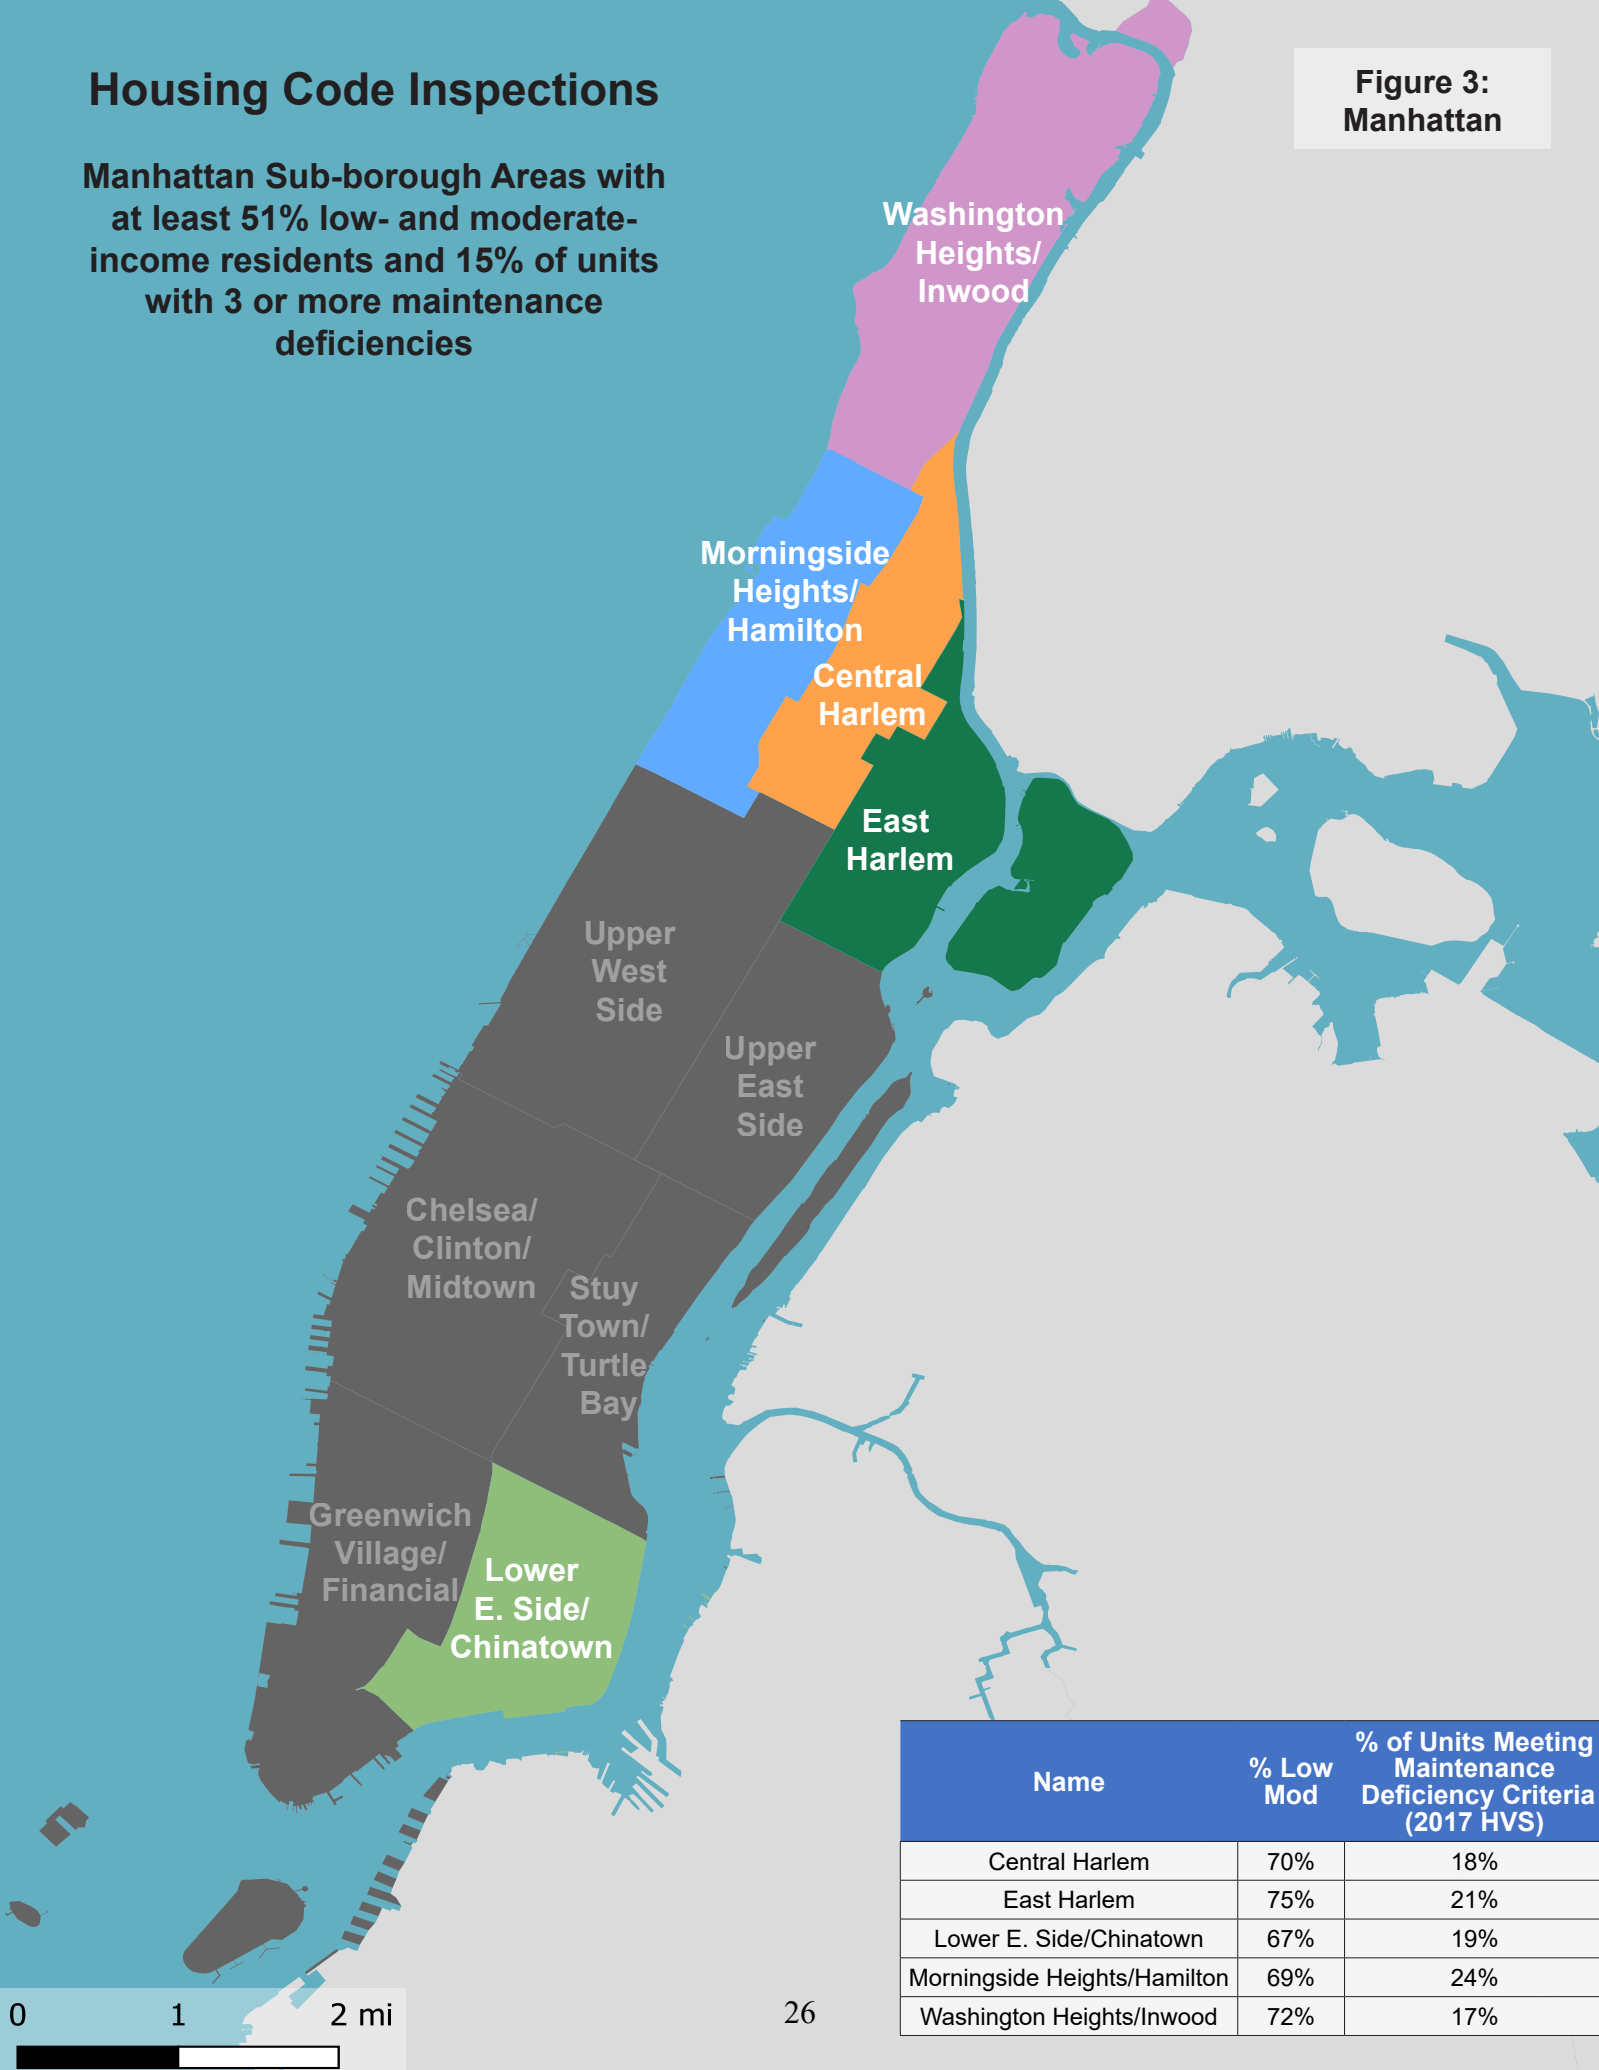 Housing Code Inspections
Manhattan Sub-borough Areas with
at least 51% low- and moderate-
income residents and 15% of units
with 3 or more maintenance
deficiencies
Figure 3:
Manhattan
Washington
Heights/
Inwood
Morningside
Heights/
Hamilton
Central
Harlem
East
Harlem
Upper
West
Side
Upper
East
Side
Chelsea/
Clinton/
Midtown
Stuy
Town/
Turtle
Bay
Greenwich
Village/
Financial
Lower
E. Side/
Chinatown
Name % Low Mod % of Units Meeting Maintenance Deficiency Criteria (2017 HVS)
Central Harlem 70% 18%
East Harlem 75% 21%
Lower E. Side/Chinatown 67% 19%
Morningside Heights/Hamilton 69% 24%
Washington Heights/Inwood 72% 17%
0 1 2 mi
26